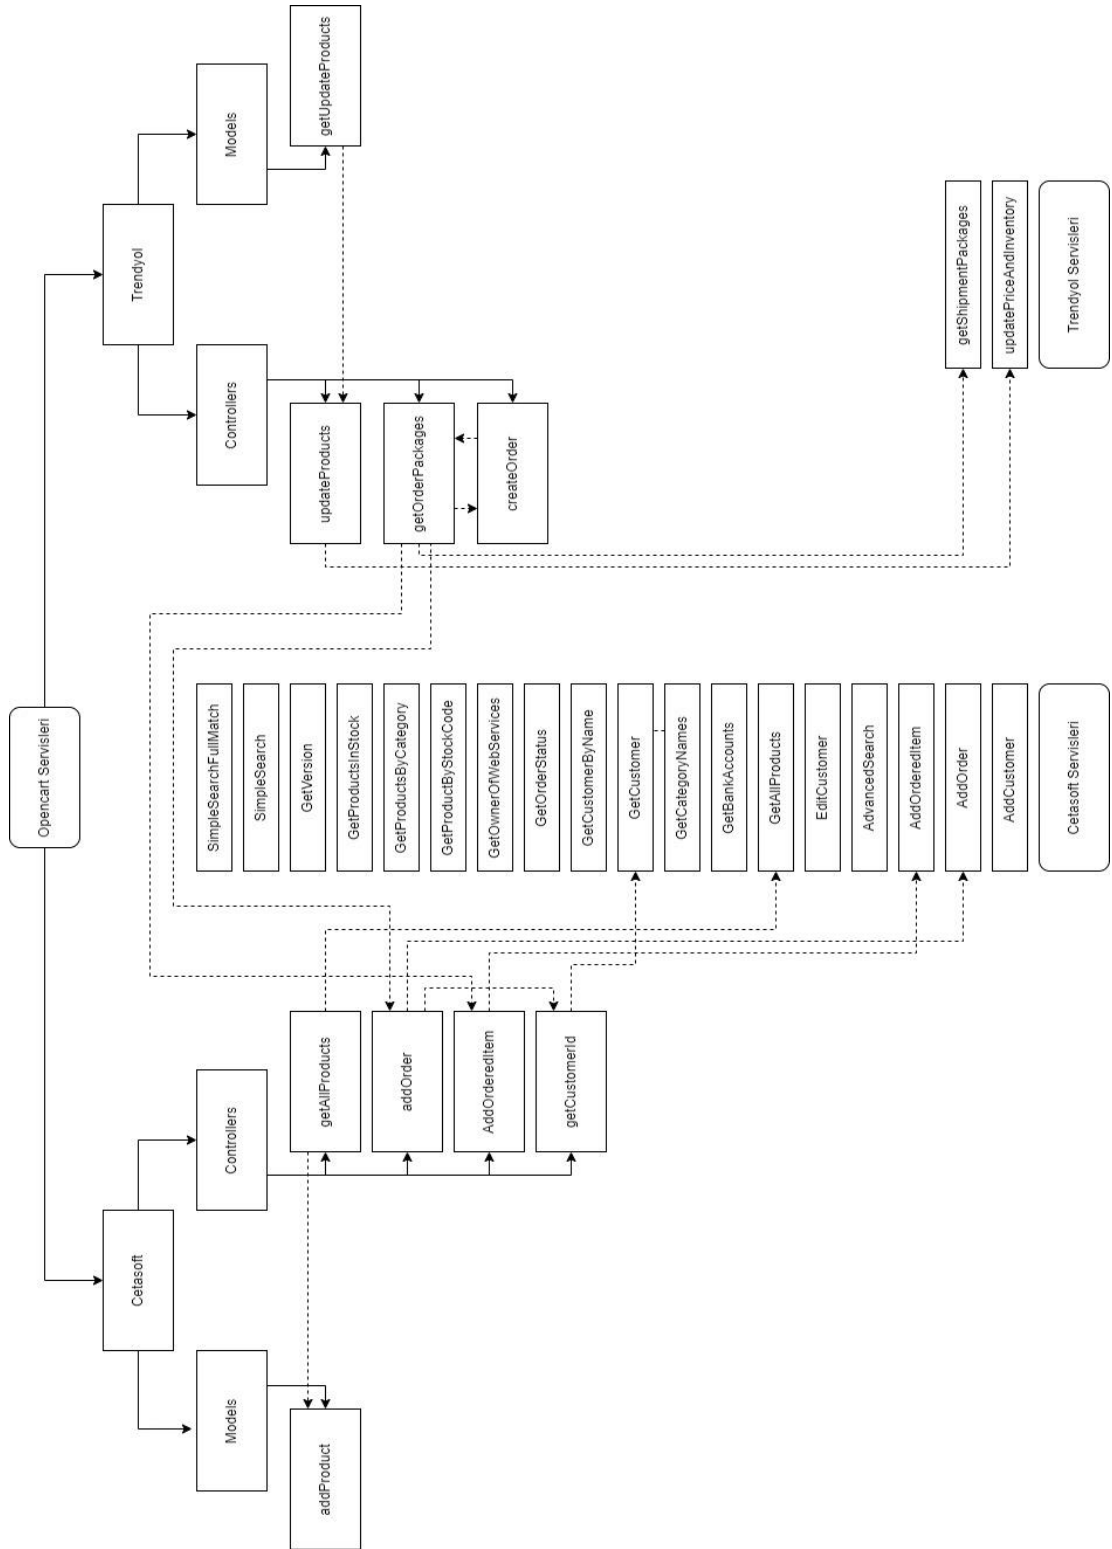 Opencart Servisleri
Cetasoft
Trendyol
Models
Controllers
Controllers
Models
addProduct
getAllProducts
addOrder
AddOrderedItem
getCustomerId
SimpleSearchFullMatch
SimpleSearch
GetVersion
GetProductsInStock
GetProductsByCategory
GetProductByStockCode
GetOwnerOfWebServices
GetOrderStatus
GetCustomerByName
GetCustomer
GetCategoryNames
GetBankAccounts
GetAllProducts
EditCustomer
AdvancedSearch
AddOrderedItem
AddOrder
AddCustomer
Cetasoft Servisleri
updateProducts
getOrderPackages
createOrder
getUpdateProducts
getShipmentPackages
updatePriceAndInventory
Trendyol Servisleri